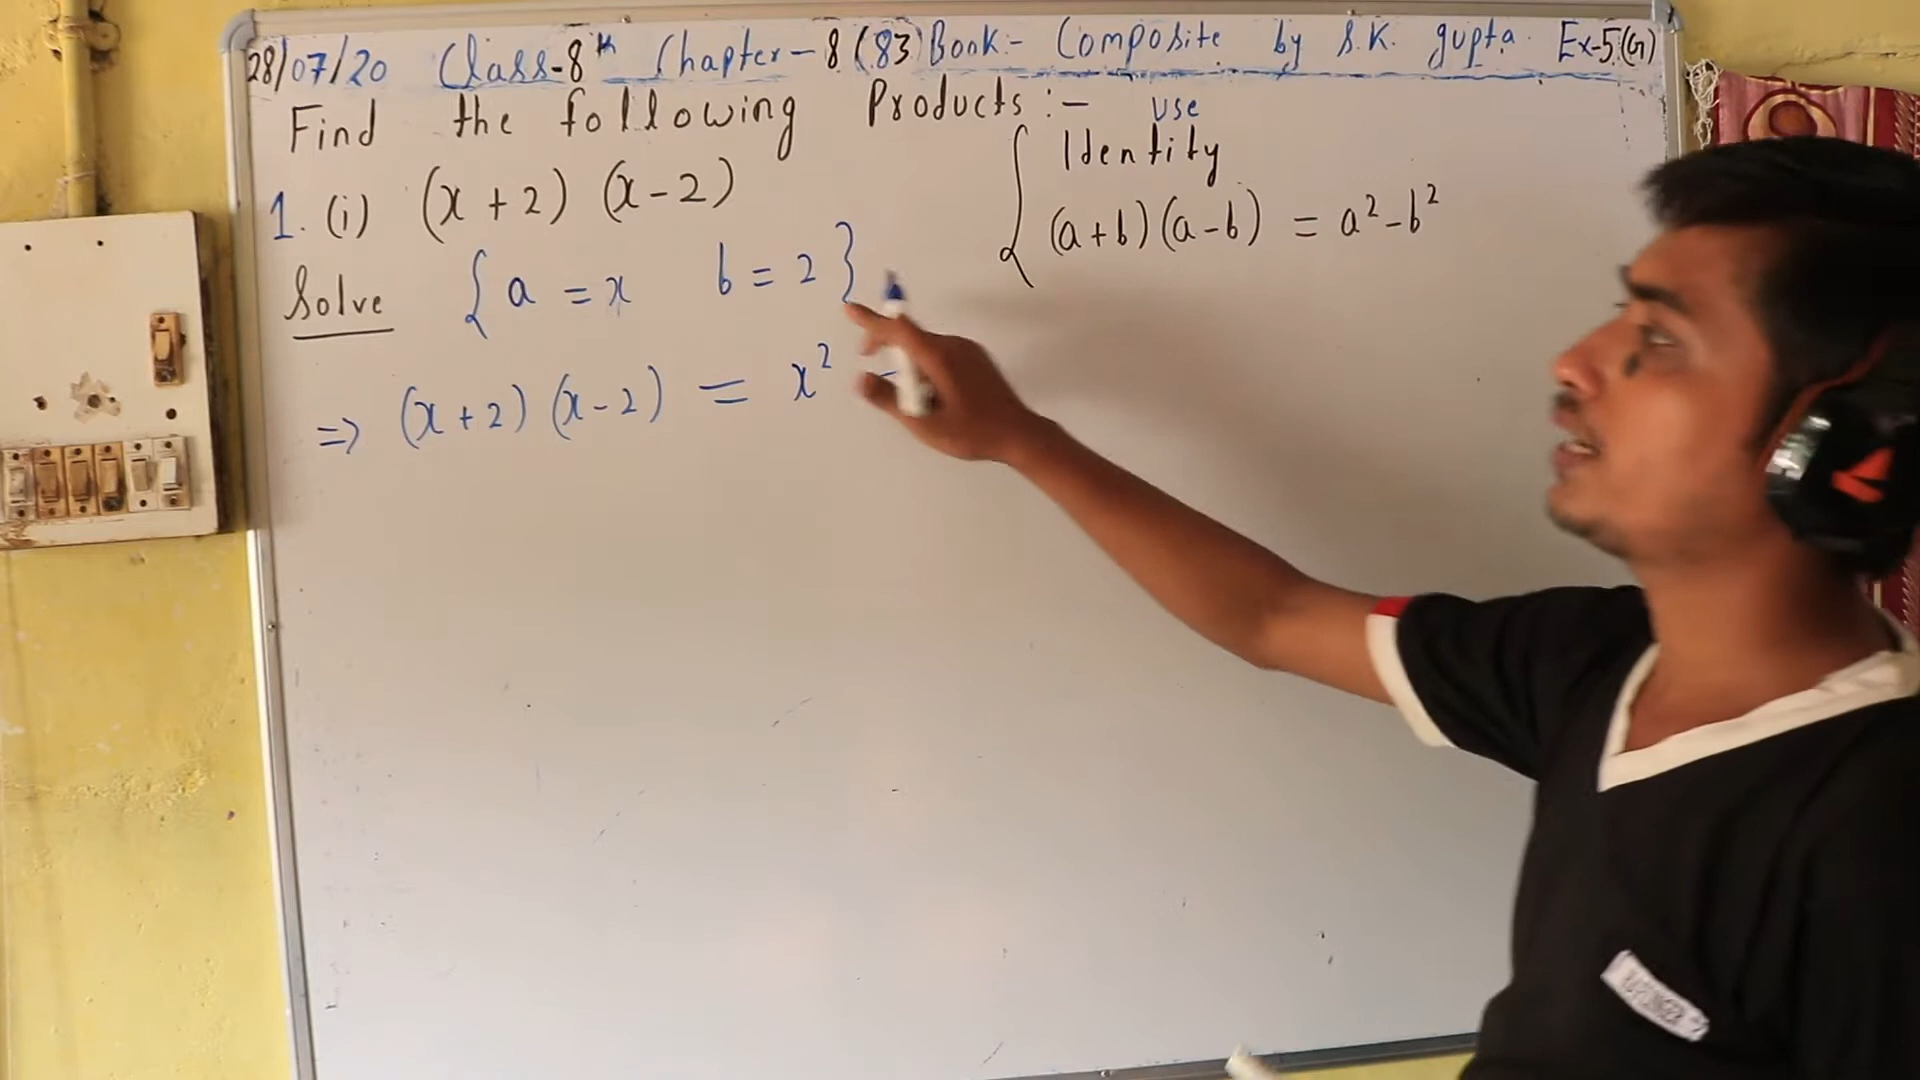 28/07/20 Class-8th Chapter-8 (83) Book:- Composite by S.K. gupta. Ex-5(G)
Find the following Products:-
1. (i) (x+2) (x-2)
use
Identity
(a+b)(a-b) = a²-b²
Solve { a = x b = 2 }
⇒ (x+2) (x-2) = x² -